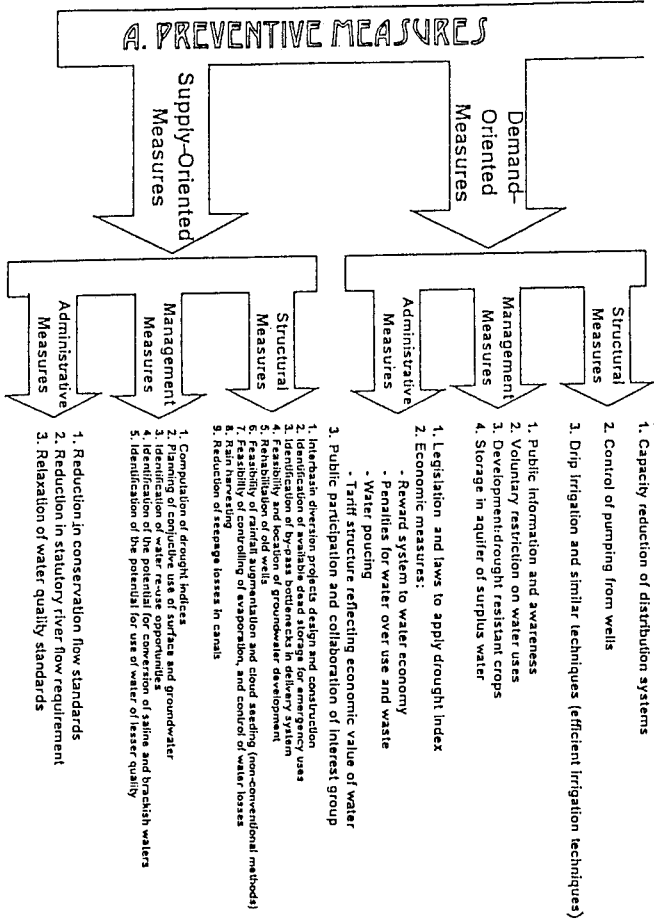 A. PREVENTIVE MEASURES
Demand-
Oriented
Measures
Structural
Measures
1. Capacity reduction of distribution systems
2. Control of pumping from wells
3. Drip irrigation and similar techniques (efficient irrigation techniques)
Management
Measures
1. Public information and awareness
2. Voluntary restriction on water uses
3. Development:drought resistant crops
4. Storage in aquifer of surplus water
Administrative
Measures
1. Legislation and laws to apply drought index
2. Economic measures:
- Reward system to water economy
- Penalties for water over use and waste
- Water poucing
- Tariff structure reflecting economic value of water
3. Public participation and collaboration of interest group
Supply-Oriented
Measures
Structural
Measures
1. Interbasin diversion projects design and construction
2. Identification of available dead storage for emergency uses
3. Identification of by-pass bottlenecks in delivery system
4. Feasibility and location of groundwater development
5. Rehabilitation of old wells
6. Feasibility of rainfall augmentation and cloud seeding (non-conventional methods)
7. Feasibility of controlling of evaporation, and control of water losses
8. Rain harvesting
9. Reduction of seepage losses in canals
Management
Measures
1. Computation of drought indices
2. Planning of conjuctive use of surface and groundwater
3. Identification of water re-use opportunities
4. Identification of the potential for conversion of saline and brackish waters
5. Identification of the potential for use of water of lesser quality
Administrative
Measures
1. Reduction in conservation flow standards
2. Reduction in statutory river flow requirement
3. Relaxation of water quality standards